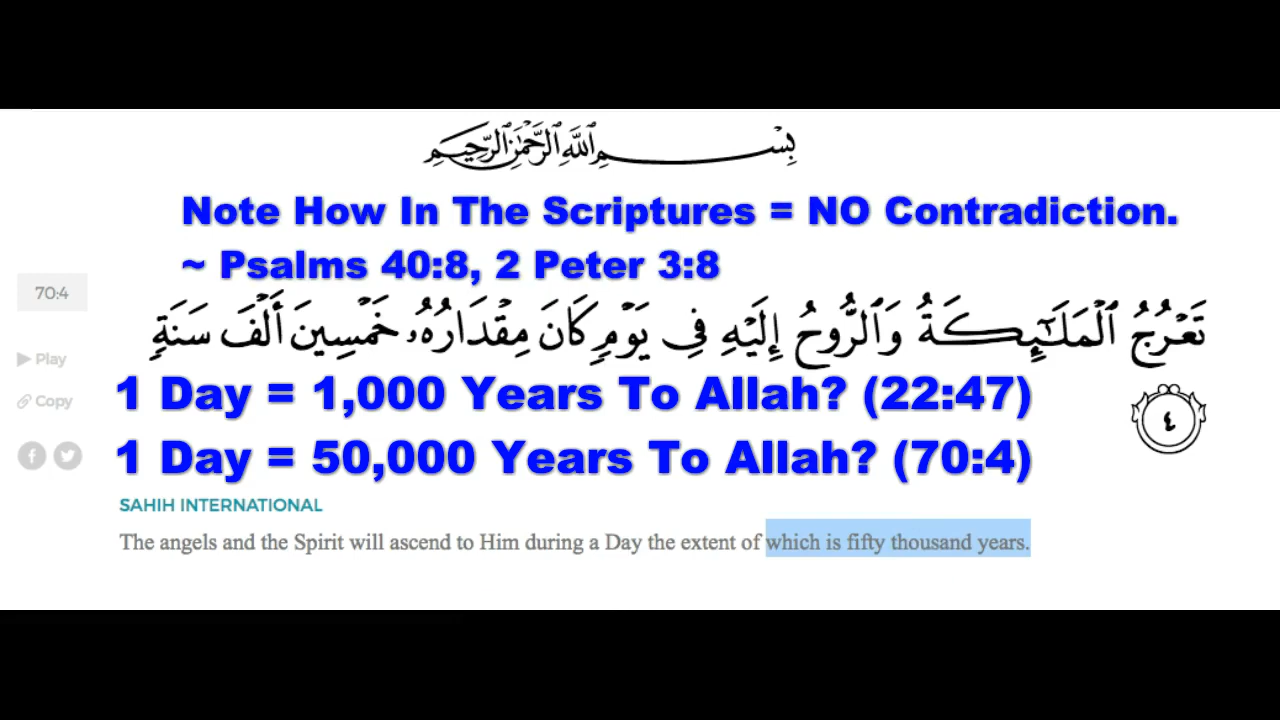 بِسْمِ ٱللَّهِ ٱلرَّحْمَٰنِ ٱلرَّحِيمِ
Note How In The Scriptures = NO Contradiction.
~ Psalms 40:8, 2 Peter 3:8
70:4
تَعْرُجُ ٱلْمَلَـٰٓئِكَةُ وَٱلرُّوحُ إِلَيْهِ فِى يَوْمٍ كَانَ مِقْدَارُهُۥ خَمْسِينَ أَلْفَ سَنَةٍ
٤
Play
Copy
1 Day = 1,000 Years To Allah? (22:47)
1 Day = 50,000 Years To Allah? (70:4)
SAHIH INTERNATIONAL
The angels and the Spirit will ascend to Him during a Day the extent of which is fifty thousand years.